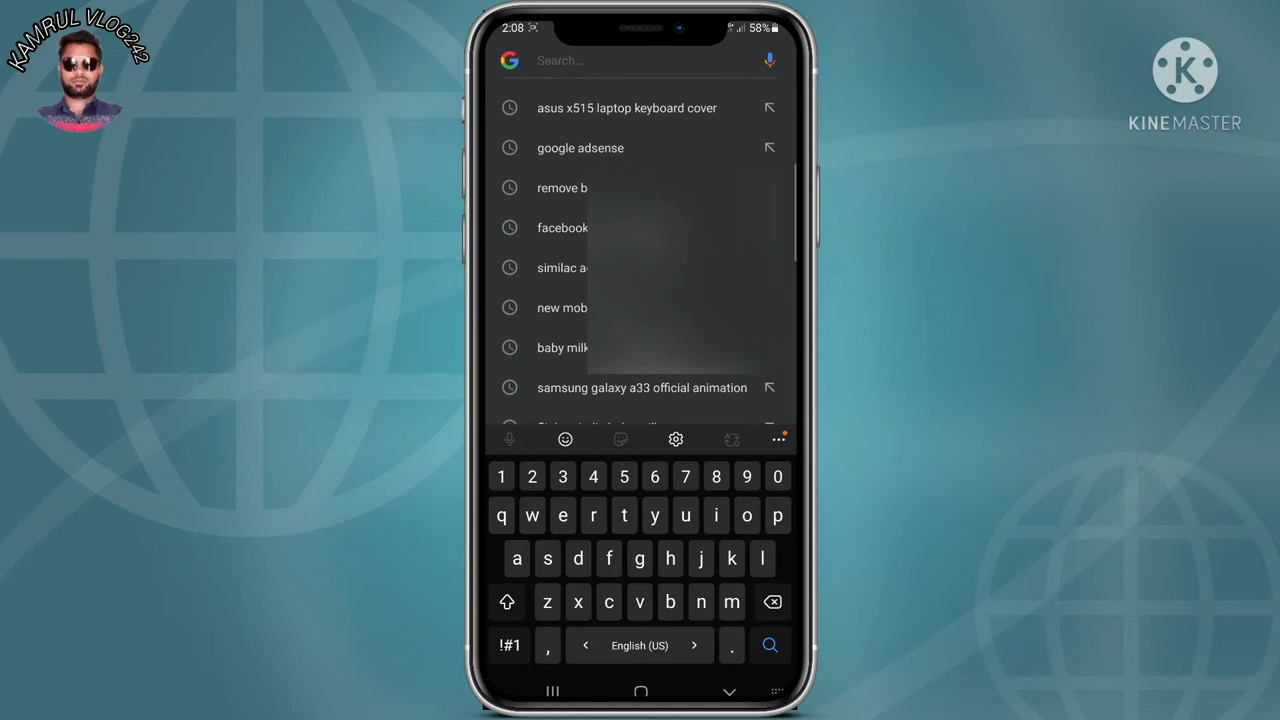 KAMRUL VLOG242
KINEMASTER
2:08
58%
Search...
asus x515 laptop keyboard cover
google adsense
remove b
facebook
similac a
new mob
baby milk
samsung galaxy a33 official animation
1 2 3 4 5 6 7 8 9 0
q w e r t y u i o p
a s d f g h j k l
z x c v b n m
!#1 , < English (US) > .